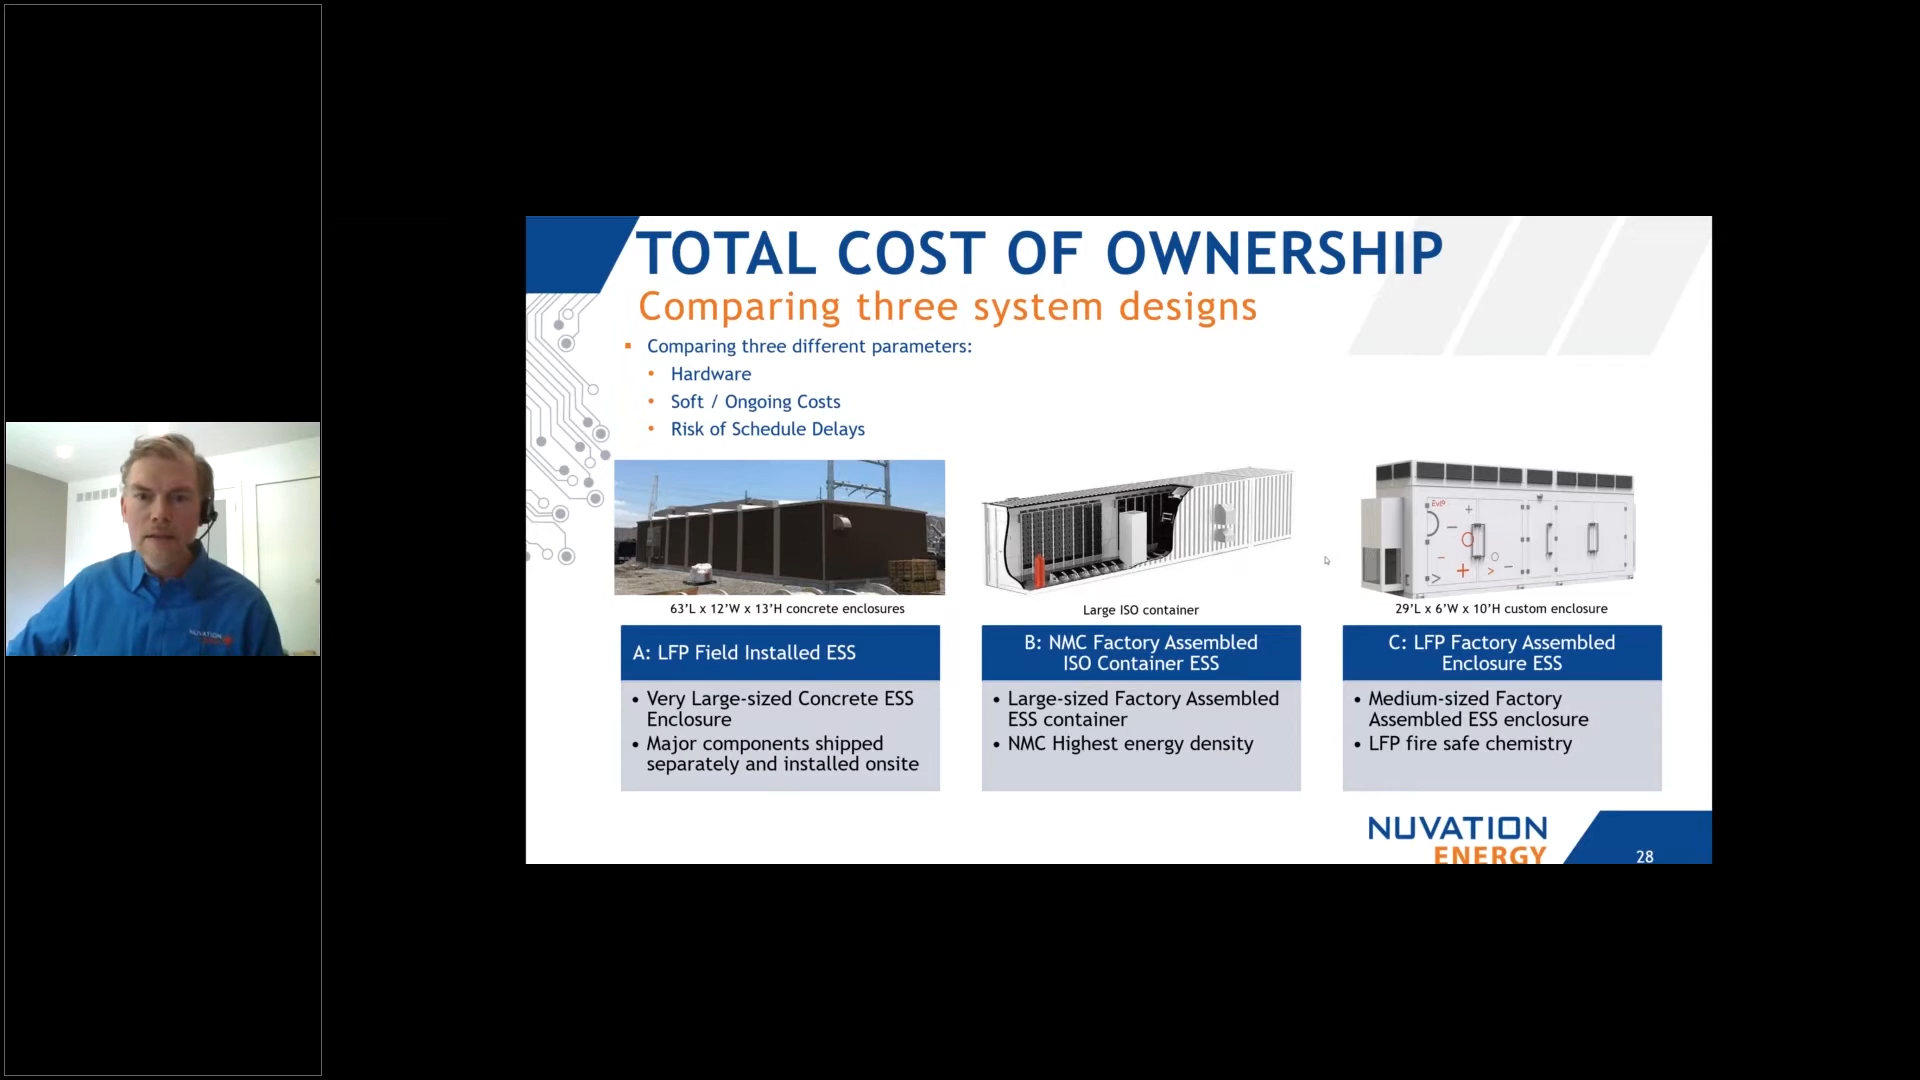 TOTAL COST OF OWNERSHIP
Comparing three system designs
▪ Comparing three different parameters:
• Hardware
• Soft / Ongoing Costs
• Risk of Schedule Delays
63'L x 12'W x 13'H concrete enclosures
A: LFP Field Installed ESS
• Very Large-sized Concrete ESS
Enclosure
• Major components shipped
separately and installed onsite
Large ISO container
B: NMC Factory Assembled
ISO Container ESS
• Large-sized Factory Assembled
ESS container
• NMC Highest energy density
29'L x 6'W x 10'H custom enclosure
C: LFP Factory Assembled
Enclosure ESS
• Medium-sized Factory
Assembled ESS enclosure
• LFP fire safe chemistry
NUVATION
ENERGY
28
NUVATION